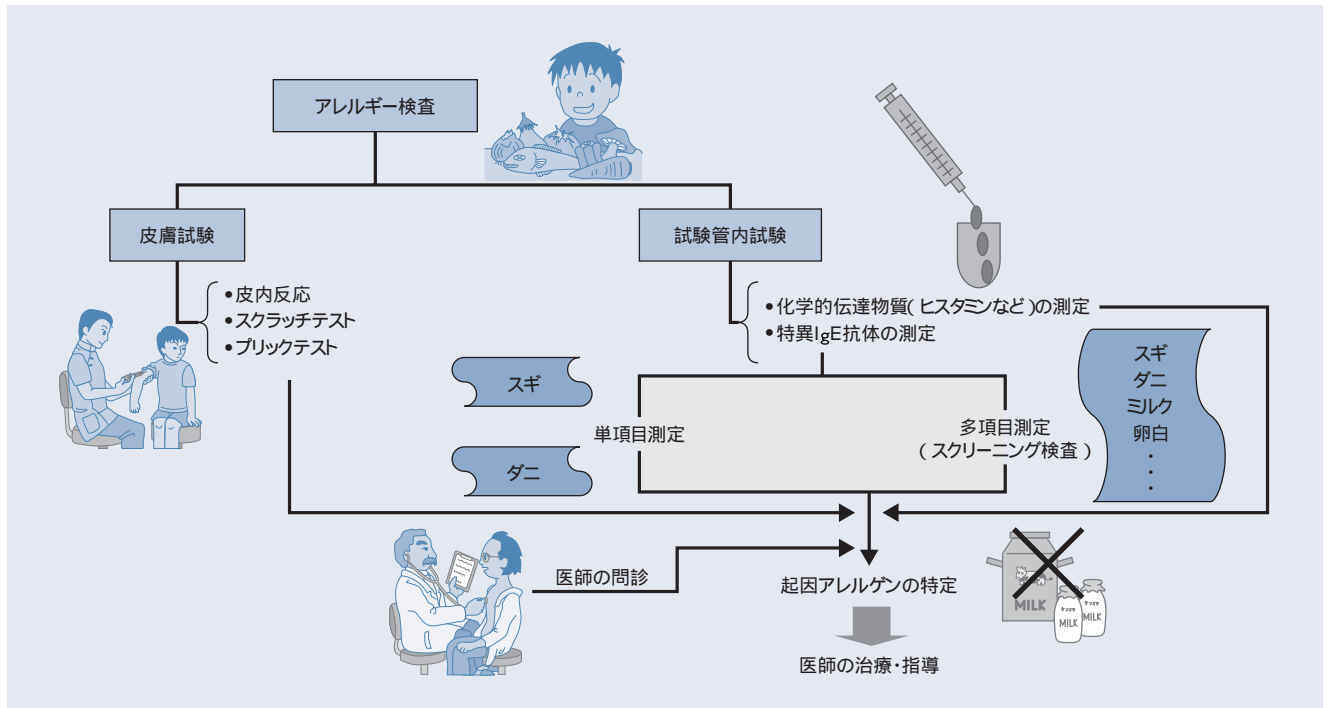 アレルギー検査
皮膚試験
試験管内試験
•皮内反応
•スクラッチテスト
•プリックテスト
•化学的伝達物質(ヒスタミンなど)の測定
•特異IgE抗体の測定
スギ
ダニ
単項目測定
多項目測定
(スクリーニング検査)
スギ
ダニ
ミルク
卵白
・
・
・
医師の問診
起因アレルゲンの特定
MILK
MILK
MILK
医師の治療・指導